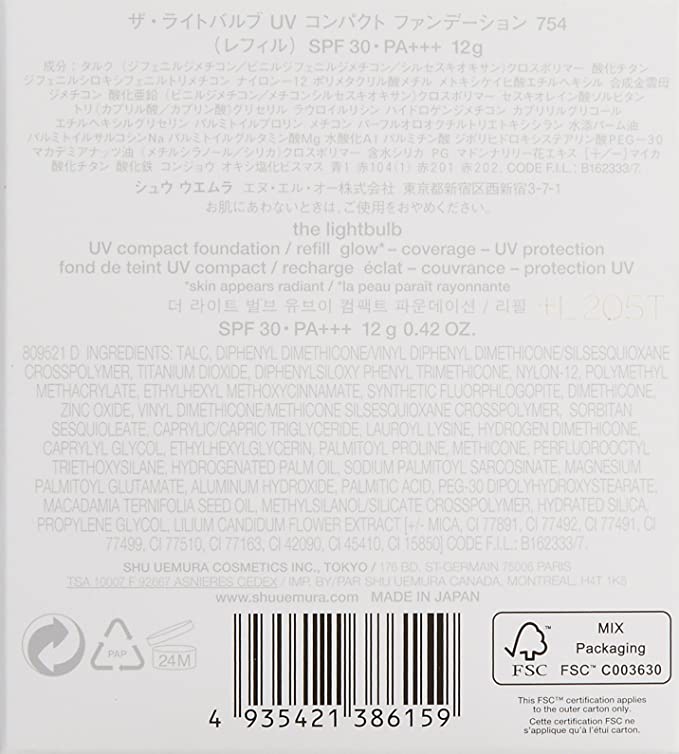 ザ・ライトバルブ UV コンパクト ファンデーション 754
(レフィル) SPF 30・PA+++ 12g
成分：タルク (ジフェニルジメチコン/ビニルジフェニルジメチコン/シルセスキオキサン)クロスポリマー 酸化チタン
ジフェニルシロキシフェニルトリメチコン ナイロン-12 ポリメタクリル酸メチル メトキシケイヒ酸エチルヘキシル 合成金雲母
ジメチコン 酸化亜鉛 (ビニルジメチコン/メチコンシルセスキオキサン)クロスポリマー セスキオレイン酸ソルビタン
トリ(カプリル酸/カプリン酸)グリセリル ラウロイルリシン ハイドロゲンジメチコン カプリリルグリコール
エチルヘキシルグリセリン パルミトイルプロリン メチコン パーフルオロオクチルトリエトキシシラン 水添パーム油
パルミトイルサルコシンNa パルミトイルグルタミン酸Mg 水酸化Al パルミチン酸 ジポリヒドロキシステアリン酸PEG-30
マカデミアナッツ油 (メチルシラノール/シリカ)クロスポリマー 含水シリカ PG マドンナリリー花エキス [+/-]マイカ
酸化チタン 酸化鉄 コンジョウ オキシ塩化ビスマス 青1 赤104(1) 赤201 赤202. CODE F.I.L.: B162333/7.
シュウ ウエムラ エヌ・エル・オー株式会社 東京都新宿区西新宿3-7-1
お肌にあわないときは、ご使用をおやめください。
the lightbulb
UV compact foundation / refill glow* – coverage – UV protection
fond de teint UV compact / recharge éclat – couvrance – protection UV
*skin appears radiant / *la peau paraît rayonnante
더 라이트 벌브 유브이 컴팩트 파운데이션 / 리필
SPF 30・PA+++ 12 g 0.42 OZ.
809521 D INGREDIENTS: TALC, DIPHENYL DIMETHICONE/VINYL DIPHENYL DIMETHICONE/SILSESQUIOXANE
CROSSPOLYMER, TITANIUM DIOXIDE, DIPHENYLSILOXY PHENYL TRIMETHICONE, NYLON-12, POLYMETHYL
METHACRYLATE, ETHYLHEXYL METHOXYCINNAMATE, SYNTHETIC FLUORPHLOGOPITE, DIMETHICONE,
ZINC OXIDE, VINYL DIMETHICONE/METHICONE SILSESQUIOXANE CROSSPOLYMER, SORBITAN
SESQUIOLEATE, CAPRYLIC/CAPRIC TRIGLYCERIDE, LAUROYL LYSINE, HYDROGEN DIMETHICONE,
CAPRYLYL GLYCOL, ETHYLHEXYLGLYCERIN, PALMITOYL PROLINE, METHICONE, PERFLUOROOCTYL
TRIETHOXYSILANE, HYDROGENATED PALM OIL, SODIUM PALMITOYL SARCOSINATE, MAGNESIUM
PALMITOYL GLUTAMATE, ALUMINUM HYDROXIDE, PALMITIC ACID, PEG-30 DIPOLYHYDROXYSTEARATE,
MACADAMIA TERNIFOLIA SEED OIL, METHYLSILANOL/SILICATE CROSSPOLYMER, HYDRATED SILICA,
PROPYLENE GLYCOL, LILIUM CANDIDUM FLOWER EXTRACT [+/- MICA, CI 77891, CI 77492, CI 77491, CI
77499, CI 77510, CI 77163, CI 42090, CI 45410, CI 15850] CODE F.I.L.: B162333/7.
SHU UEMURA COSMETICS INC., TOKYO / 176 BD. ST-GERMAIN 75006 PARIS
TSA 10007 F 92667 ASNIERES CEDEX / IMP. BY/PAR SHU UEMURA CANADA, MONTREAL, H4T 1K5
www.shuuemura.com MADE IN JAPAN
PAP
24M
4 935421 386159
FSC
MIX
Packaging
FSC™ C003630
This FSC™ certification applies
to the outer carton only.
Cette certification FSC ne
s'applique qu'à l'étui carton.